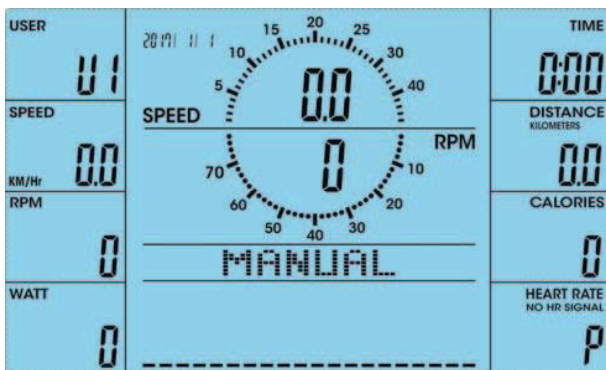 USER
U1
SPEED
KM/Hr 0.0
RPM
0
WATT
0
2017 1 1
5 10 15 20 25 30 40
SPEED 0.0
0 RPM
70 60 50 40 30 20 10
MANUAL
TIME
0:00
DISTANCE
KILOMETERS
0.0
CALORIES
0
HEART RATE
NO HR SIGNAL
P